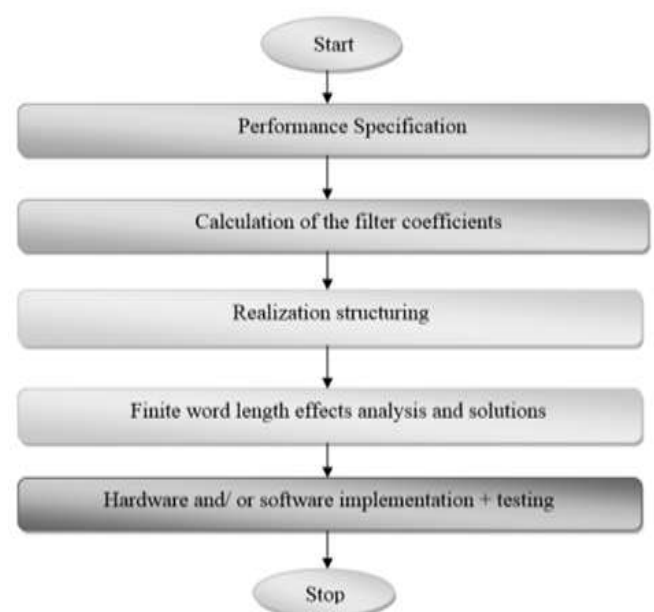 Start
Performance Specification
Calculation of the filter coefficients
Realization structuring
Finite word length effects analysis and solutions
Hardware and/ or software implementation + testing
Stop